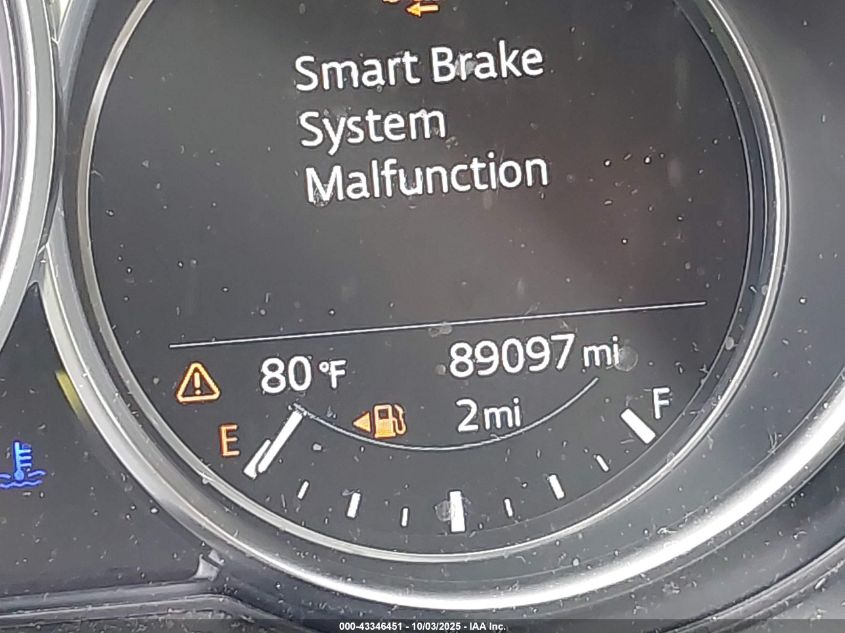 Smart Brake
System
Malfunction
80 °F 89097 mi
E 2 mi F
000-43346451 - 10/03/2025 - IAA Inc.